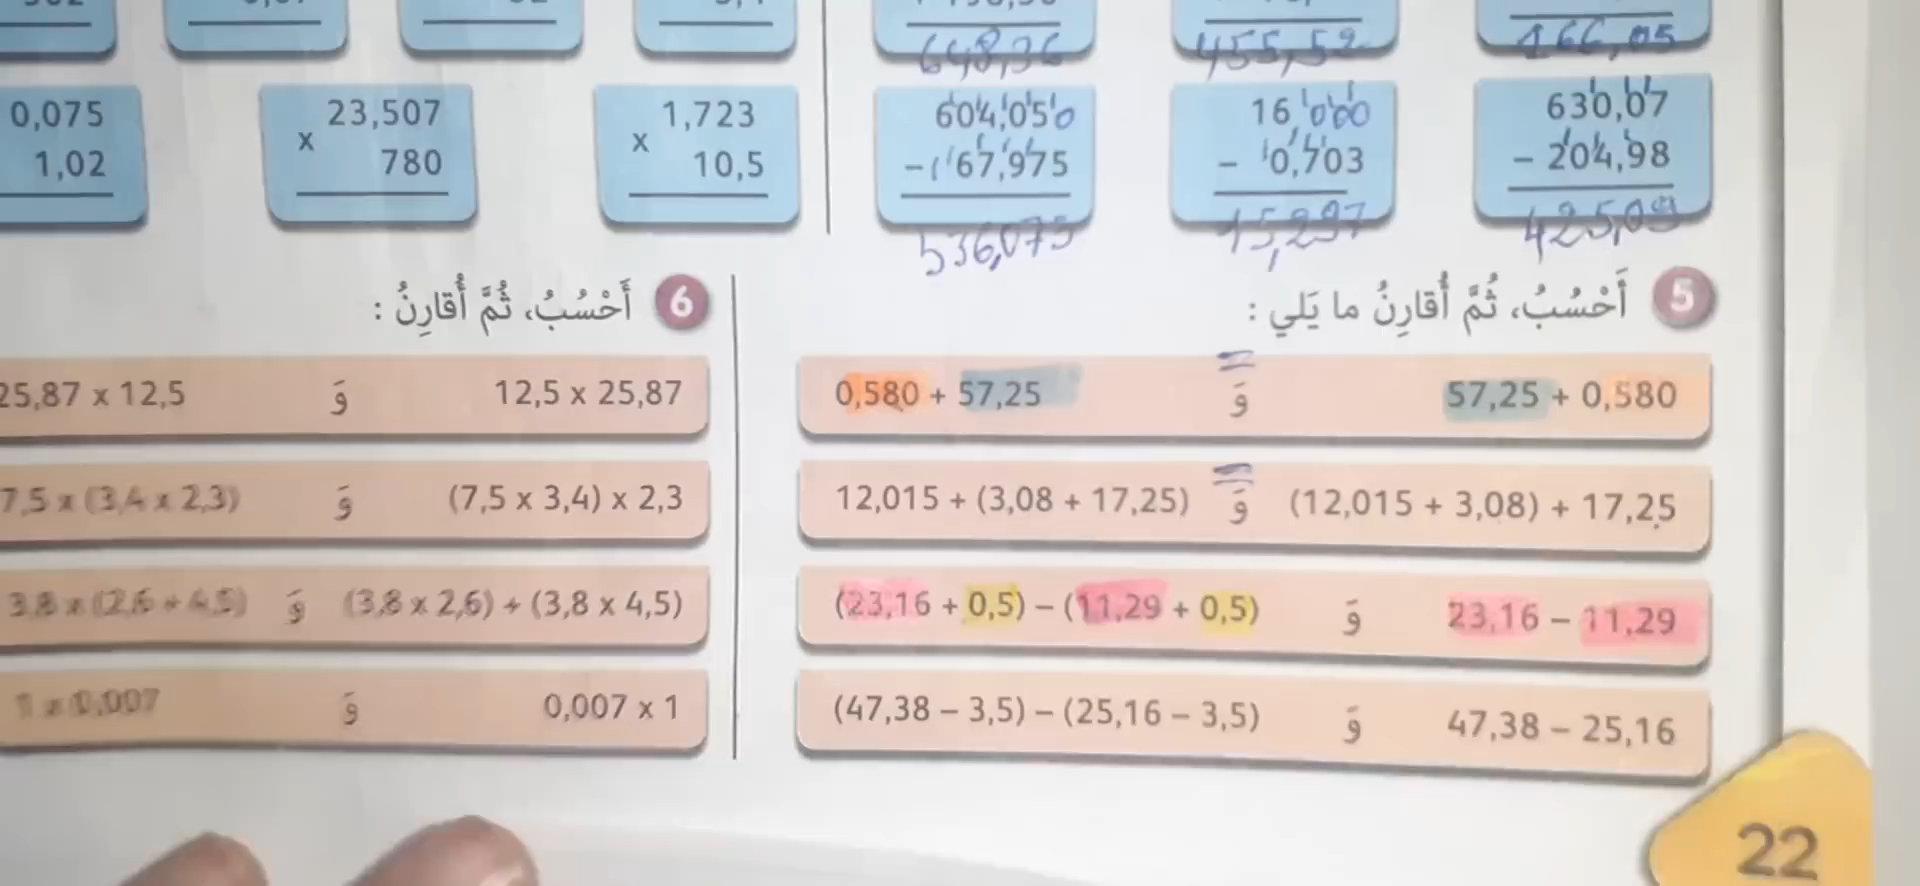 648,36 455,52 166,05
0,075 23,507 1,723 604,050 16 000 630,07
x x
1,02 780 10,5 - 167,975 - 0,703 - 204,98
536,075 15,297 425,09
5 أَحْسُبُ، ثُمَّ أُقارِنُ ما يَلي :
57,25 + 0,580 وَ = 0,580 + 57,25
(12,015 + 3,08) + 17,25 وَ = 12,015 + (3,08 + 17,25)
23,16 – 11,29 وَ (23,16 + 0,5) – (11,29 + 0,5)
47,38 – 25,16 وَ (47,38 – 3,5) – (25,16 – 3,5)
6 أَحْسُبُ، ثُمَّ أُقارِنُ :
12,5 x 25,87 وَ 25,87 x 12,5
(7,5 x 3,4) x 2,3 وَ 7,5 x (3,4 x 2,3)
(3,8 x 2,6) + (3,8 x 4,5) وَ 3,8 x (2,6 + 4,5)
0,007 x 1 وَ 1 x 0,007
22